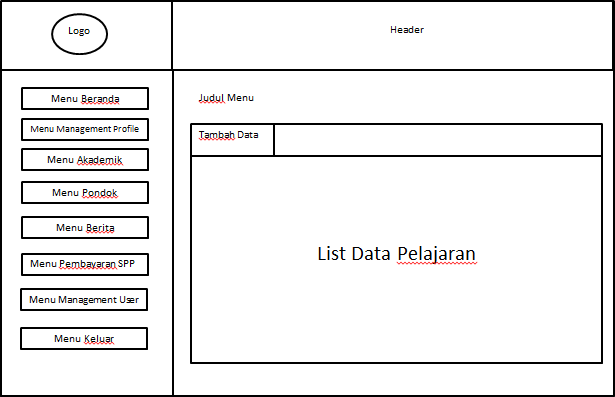 Logo
Header
Menu Beranda
Menu Management Profile
Menu Akademik
Menu Pondok
Menu Berita
Menu Pembayaran SPP
Menu Management User
Menu Keluar
Judul Menu
Tambah Data
List Data Pelajaran